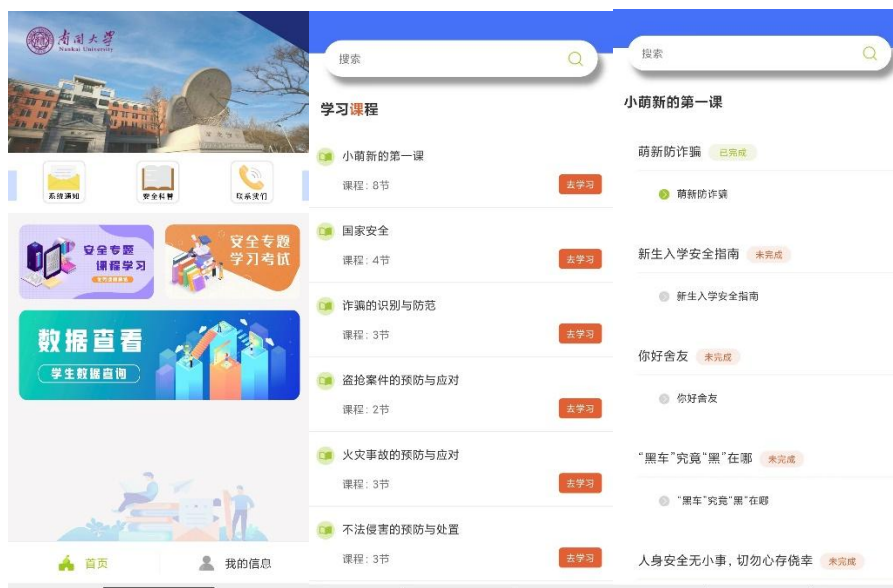 南开大学
Nankai University
系统通知
安全科普
联系我们
安全专题
课程学习
安全专题
学习考试
数据查看
学生数据查询
首页
我的信息
搜索
学习课程
小萌新的第一课
课程: 8节
去学习
国家安全
课程: 4节
去学习
诈骗的识别与防范
课程: 3节
去学习
盗抢案件的预防与应对
课程: 2节
去学习
火灾事故的预防与应对
课程: 3节
去学习
不法侵害的预防与处置
课程: 3节
去学习
搜索
小萌新的第一课
萌新防诈骗 已完成
萌新防诈骗
新生入学安全指南 未完成
新生入学安全指南
你好舍友 未完成
你好舍友
“黑车”究竟“黑”在哪 未完成
“黑车”究竟“黑”在哪
人身安全无小事, 切勿心存侥幸 未完成